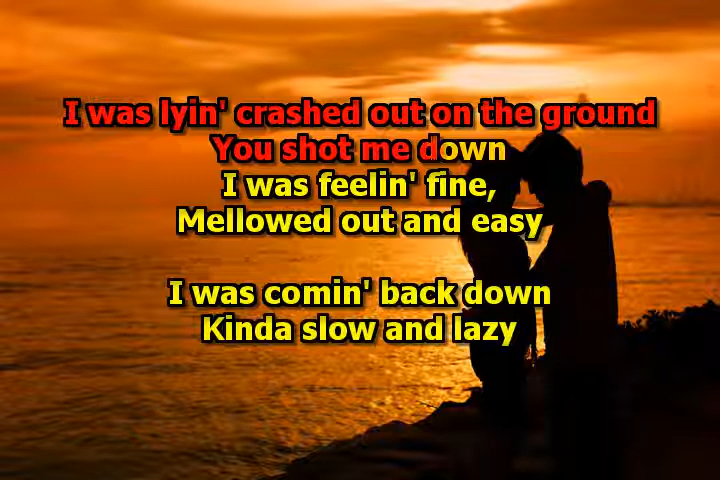 I was lyin' crashed out on the ground
You shot me down
I was feelin' fine,
Mellowed out and easy
I was comin' back down
Kinda slow and lazy